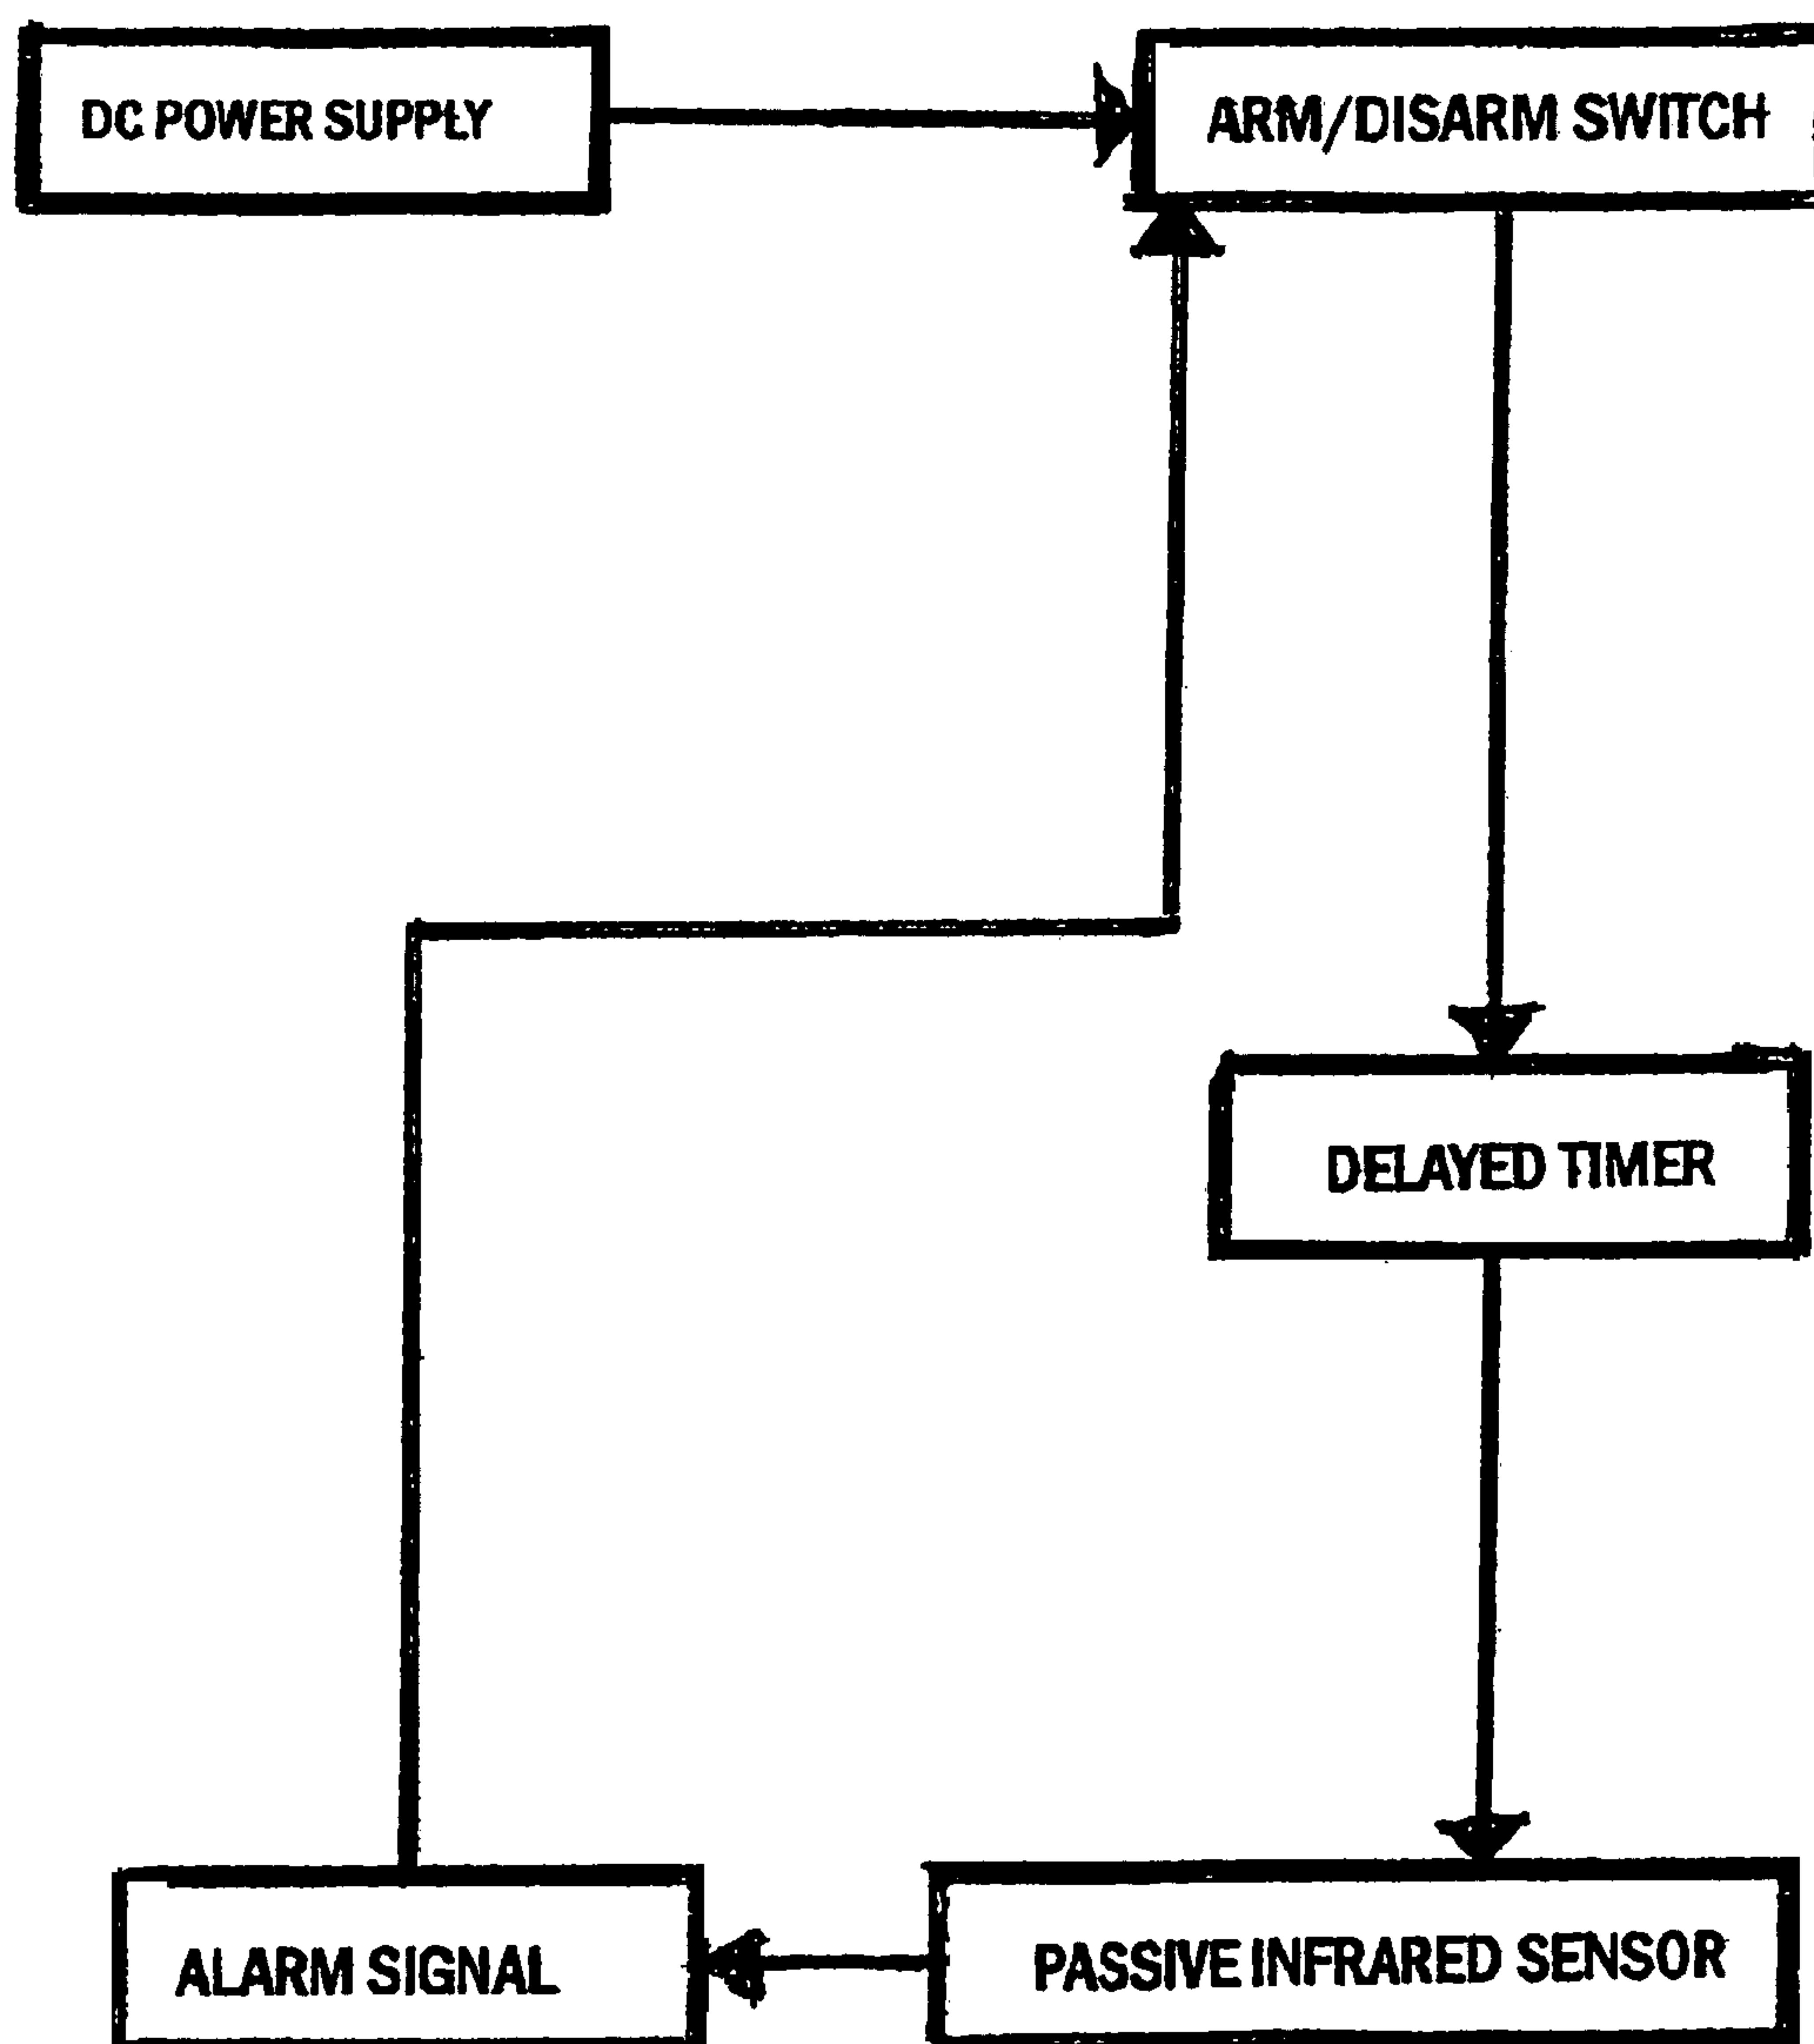 DC POWER SUPPLY
ARM/DISARM SWITCH
DELAYED TIMER
ALARM SIGNAL
PASSIVE INFRARED SENSOR